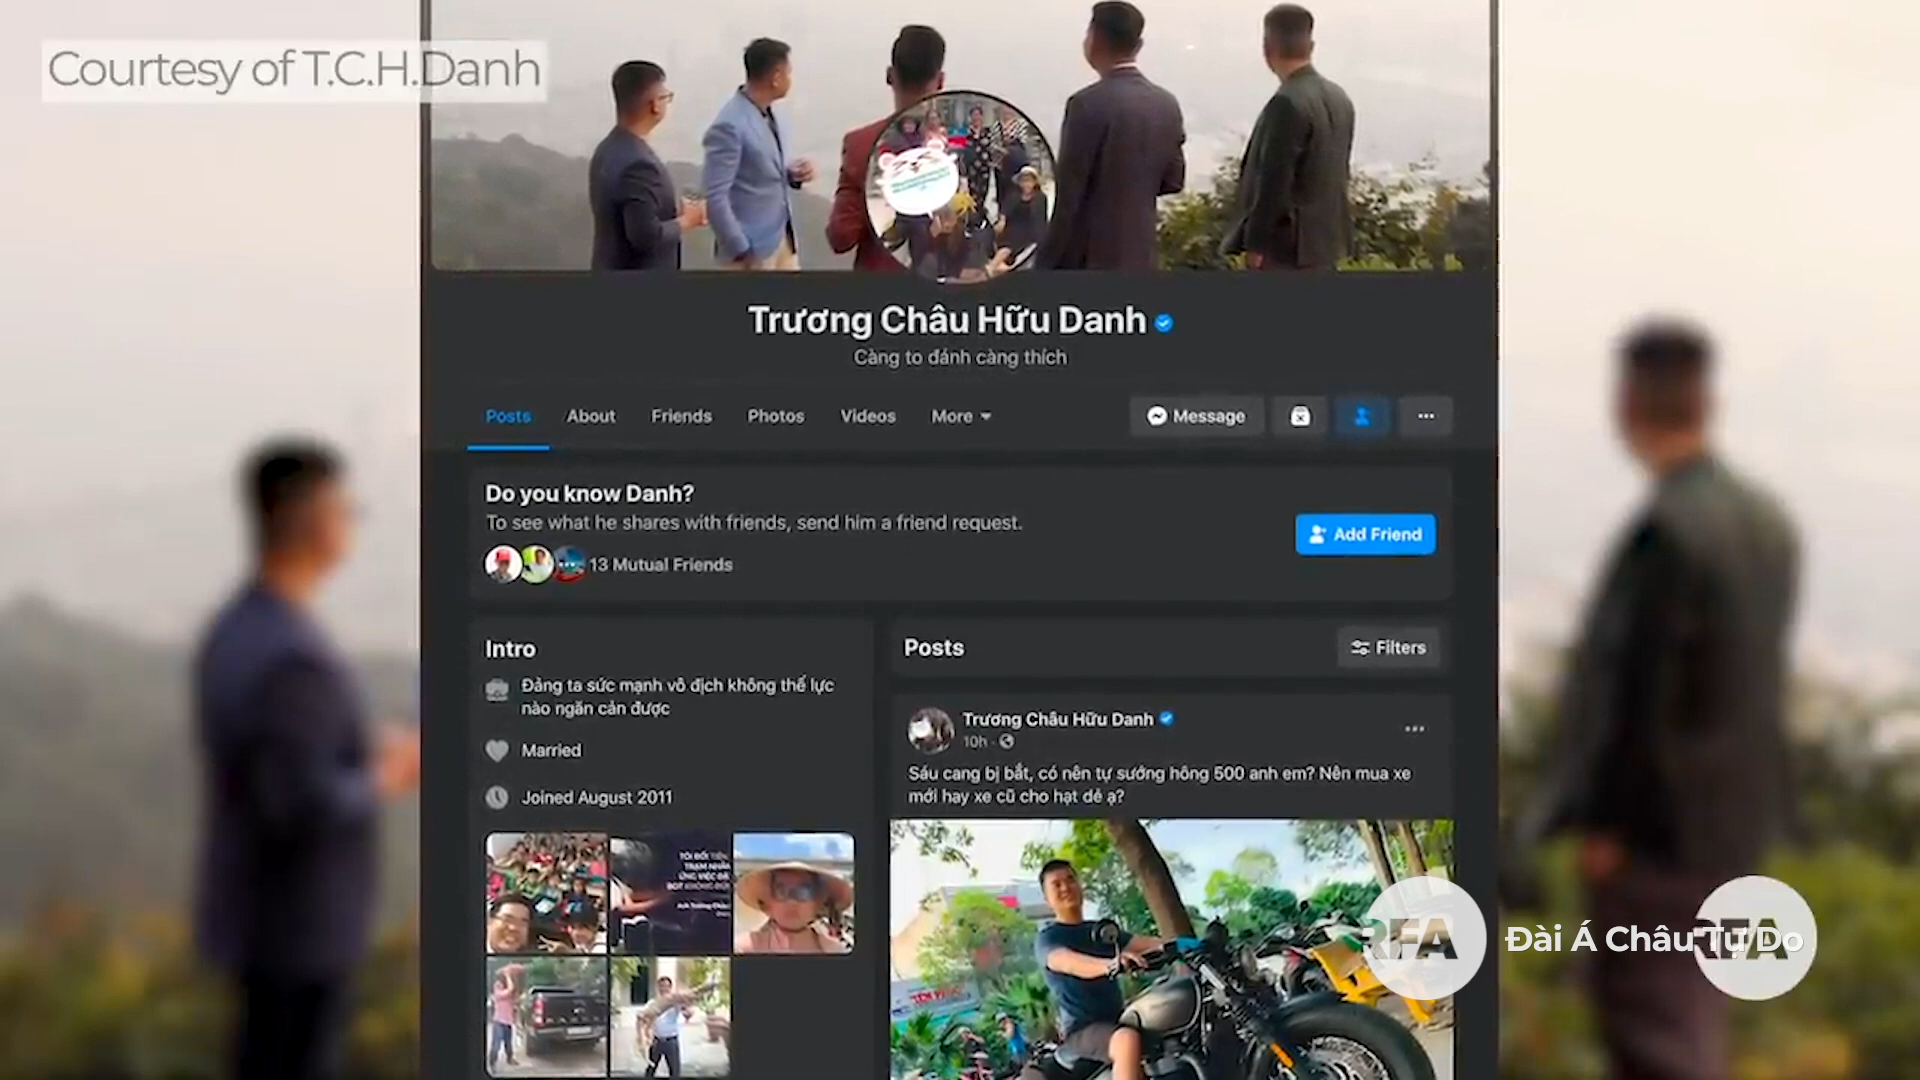 Courtesy of T.C.H.Danh
Trương Châu Hữu Danh
Càng to đánh càng thích
Posts
About
Friends
Photos
Videos
More
Message
Do you know Danh?
To see what he shares with friends, send him a friend request.
Add Friend
13 Mutual Friends
Intro
Đảng ta sức mạnh vô địch không thế lực
nào ngăn cản được
Married
Joined August 2011
Posts
Filters
Trương Châu Hữu Danh
10h
Sáu cang bị bắt, có nên tự sướng hông 500 anh em? Nên mua xe
mới hay xe cũ cho hạt dẻ ạ?
RFA
Đài Á Châu Tự Do
RFA